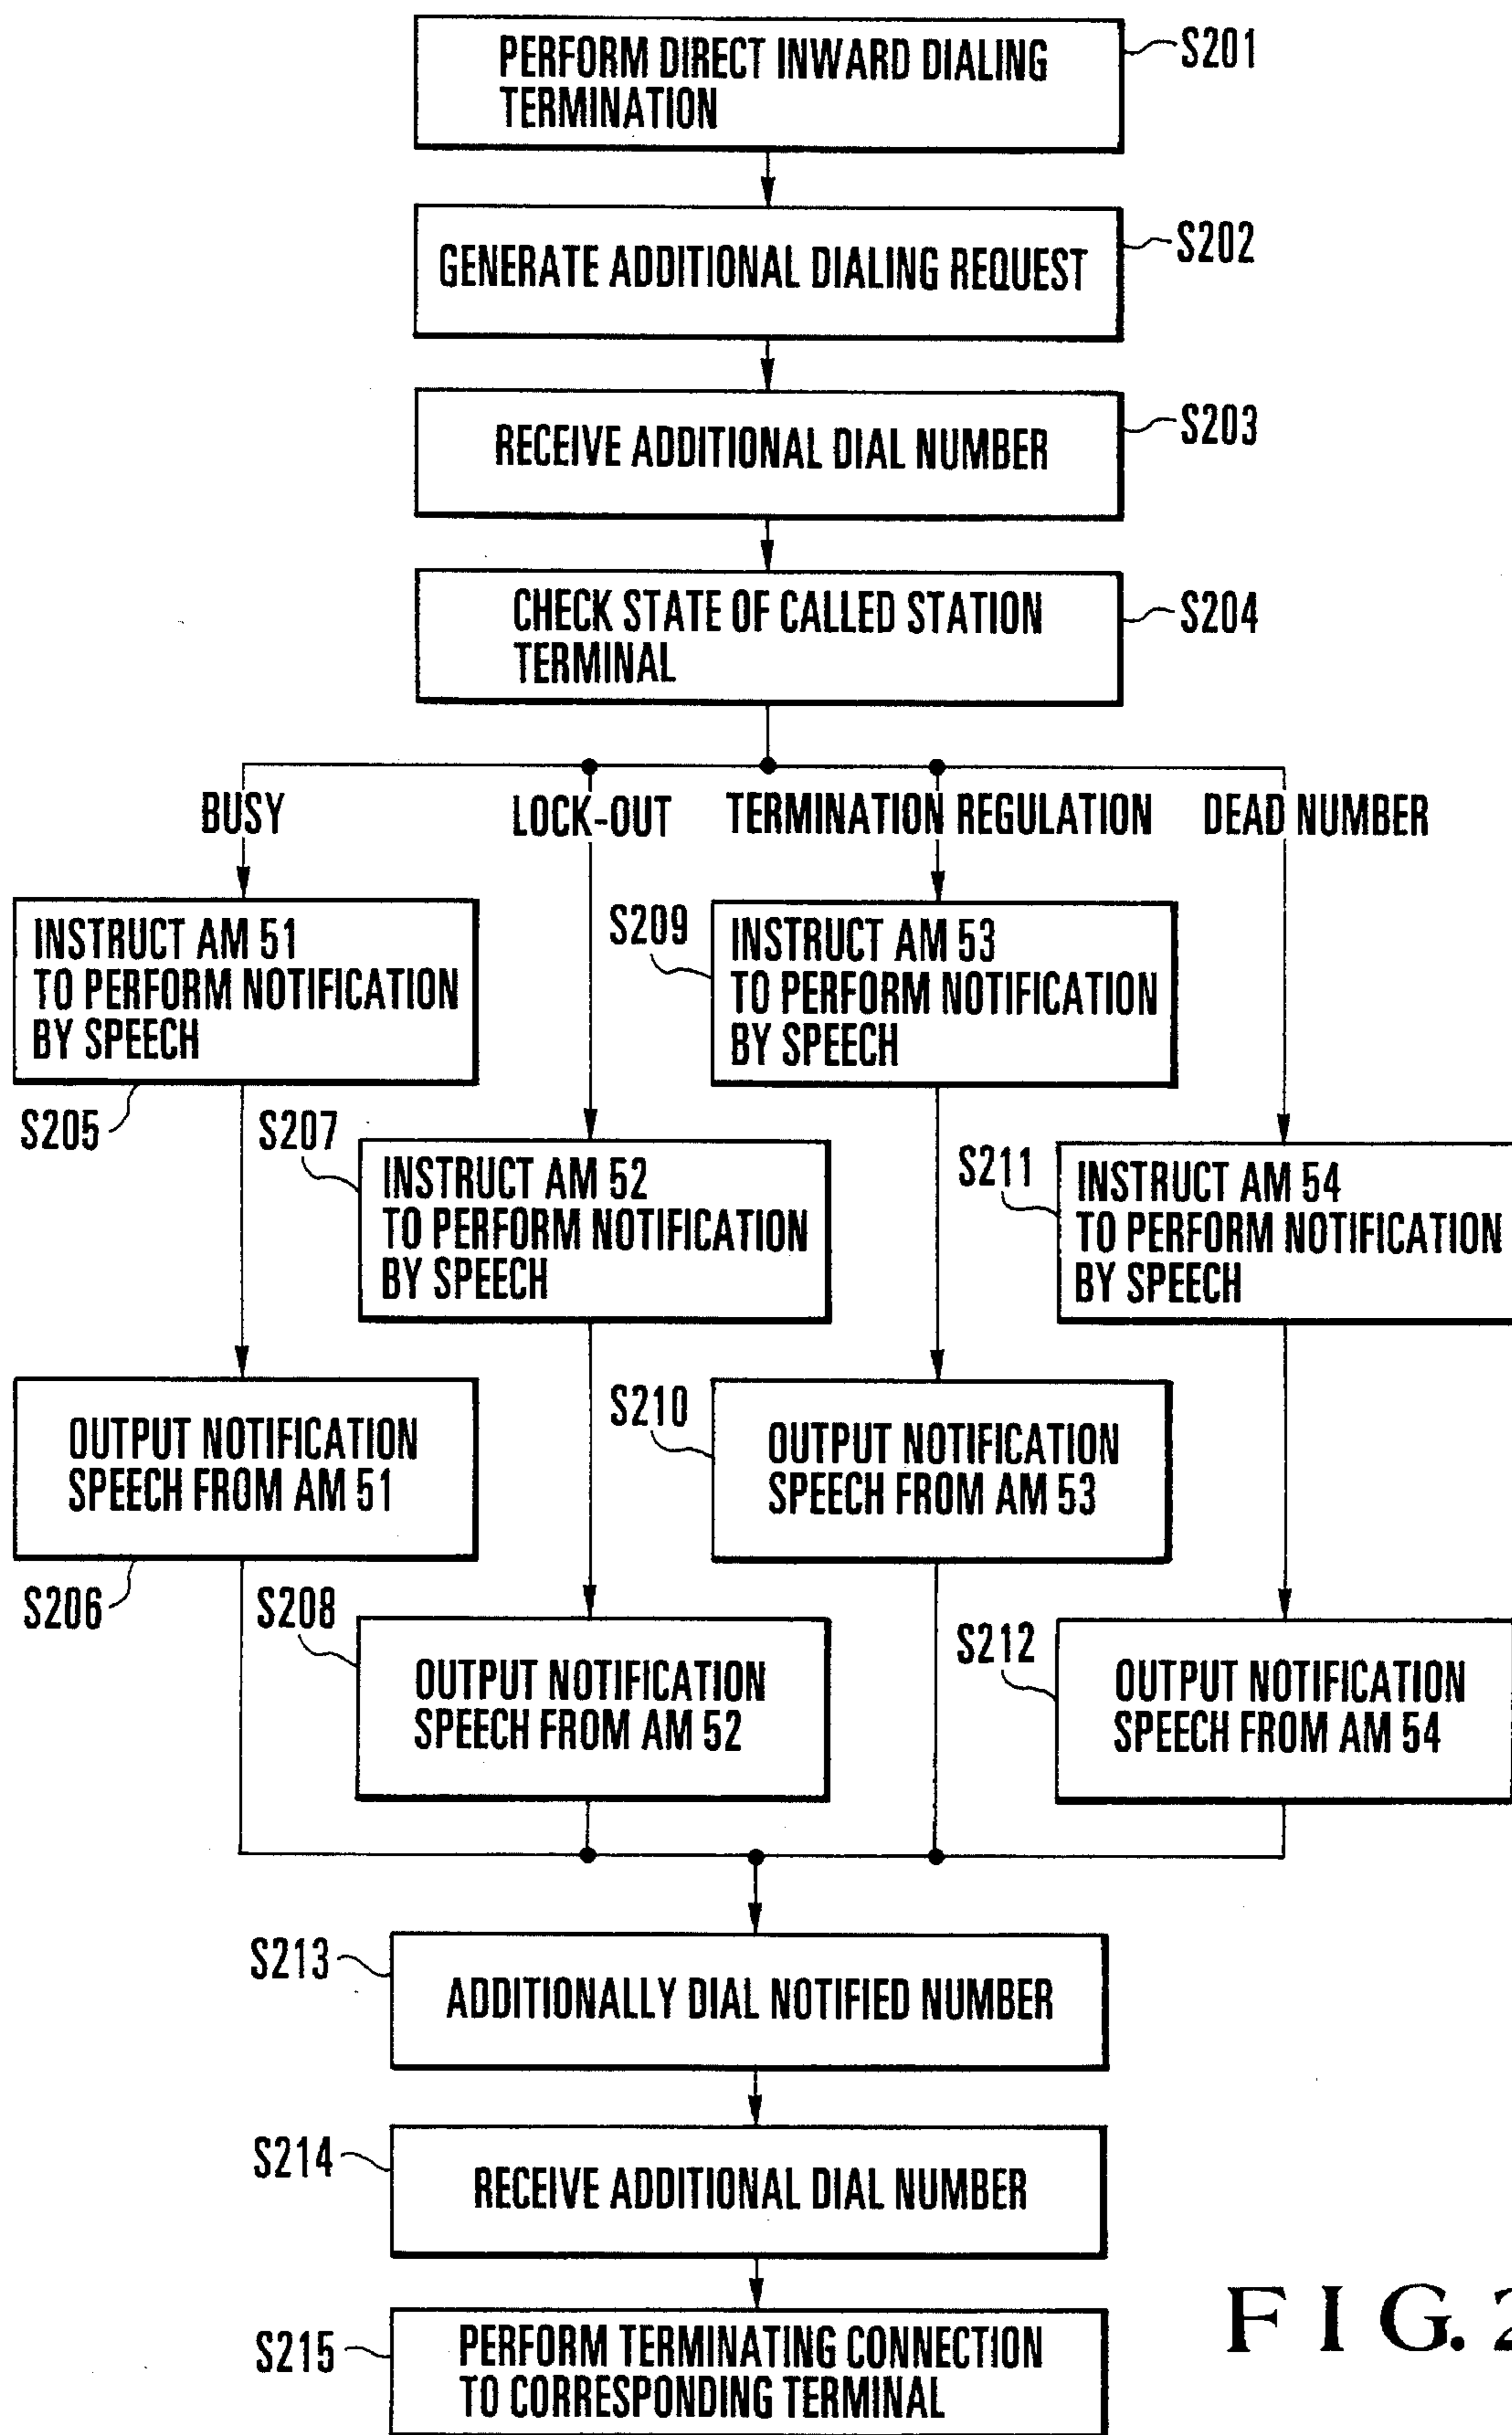 PERFORM DIRECT INWARD DIALING
TERMINATION
S201
GENERATE ADDITIONAL DIALING REQUEST
S202
RECEIVE ADDITIONAL DIAL NUMBER
S203
CHECK STATE OF CALLED STATION
TERMINAL
S204
BUSY
LOCK-OUT
TERMINATION REGULATION
DEAD NUMBER
INSTRUCT AM 51
TO PERFORM NOTIFICATION
BY SPEECH
S205
S209
INSTRUCT AM 53
TO PERFORM NOTIFICATION
BY SPEECH
S207
INSTRUCT AM 52
TO PERFORM NOTIFICATION
BY SPEECH
S211
INSTRUCT AM 54
TO PERFORM NOTIFICATION
BY SPEECH
OUTPUT NOTIFICATION
SPEECH FROM AM 51
S206
S210
OUTPUT NOTIFICATION
SPEECH FROM AM 53
S208
OUTPUT NOTIFICATION
SPEECH FROM AM 52
S212
OUTPUT NOTIFICATION
SPEECH FROM AM 54
S213
ADDITIONALLY DIAL NOTIFIED NUMBER
S214
RECEIVE ADDITIONAL DIAL NUMBER
S215
PERFORM TERMINATING CONNECTION
TO CORRESPONDING TERMINAL
FIG. 2